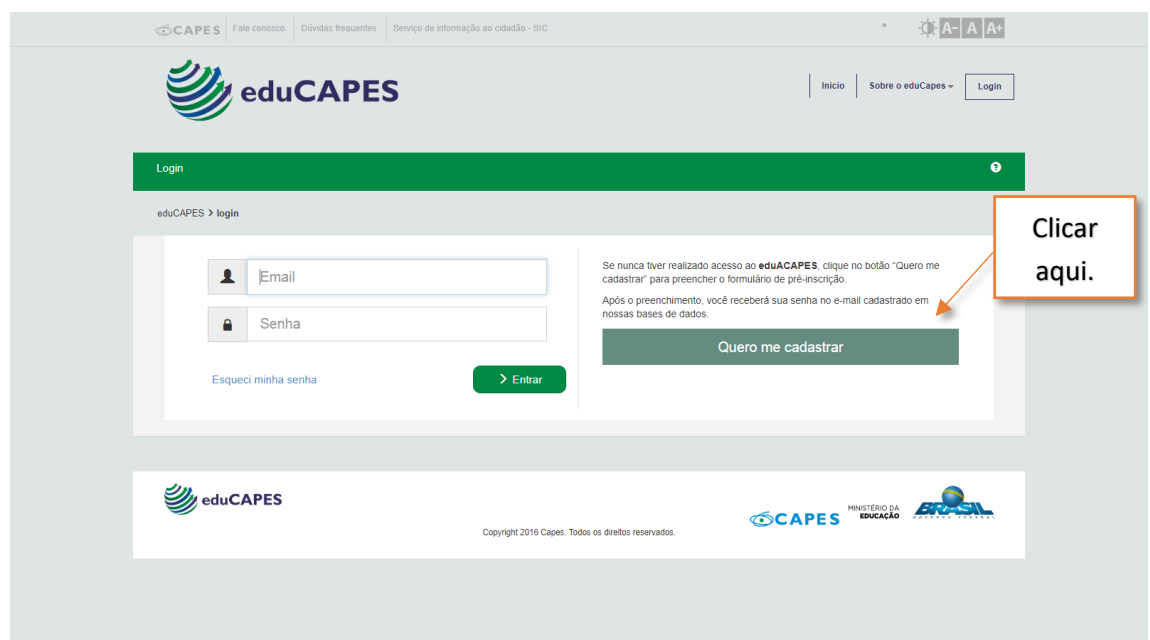 CAPES Fale conosco Dúvidas frequentes Serviço de informação ao cidadão - SIC A- A A+
eduCAPES
Inicio Sobre o eduCapes Login
Login
eduCAPES > login
Clicar
aqui.
Email
Senha
Esqueci minha senha
> Entrar
Se nunca tiver realizado acesso ao eduACAPES, clique no botão "Quero me
cadastrar" para preencher o formulário de pré-inscrição.
Após o preenchimento, você receberá sua senha no e-mail cadastrado em
nossas bases de dados.
Quero me cadastrar
eduCAPES
Copyright 2016 Capes. Todos os direitos reservados.
CAPES
MINISTÉRIO DA
EDUCAÇÃO
BRASIL
GOVERNO FEDERAL